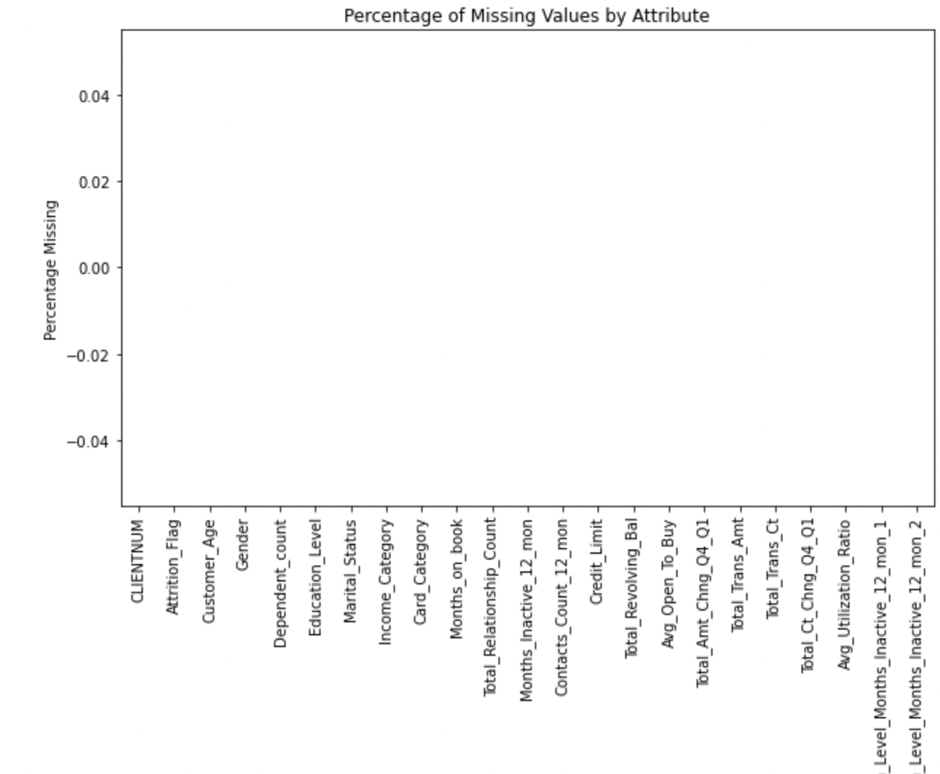 Percentage of Missing Values by Attribute
Percentage Missing
0.04
0.02
0.00
−0.02
−0.04
CLIENTNUM
Attrition_Flag
Customer_Age
Gender
Dependent_count
Education_Level
Marital_Status
Income_Category
Card_Category
Months_on_book
Total_Relationship_Count
Months_Inactive_12_mon
Contacts_Count_12_mon
Credit_Limit
Total_Revolving_Bal
Avg_Open_To_Buy
Total_Amt_Chng_Q4_Q1
Total_Trans_Amt
Total_Trans_Ct
Total_Ct_Chng_Q4_Q1
Avg_Utilization_Ratio
_Level_Months_Inactive_12_mon_1
_Level_Months_Inactive_12_mon_2